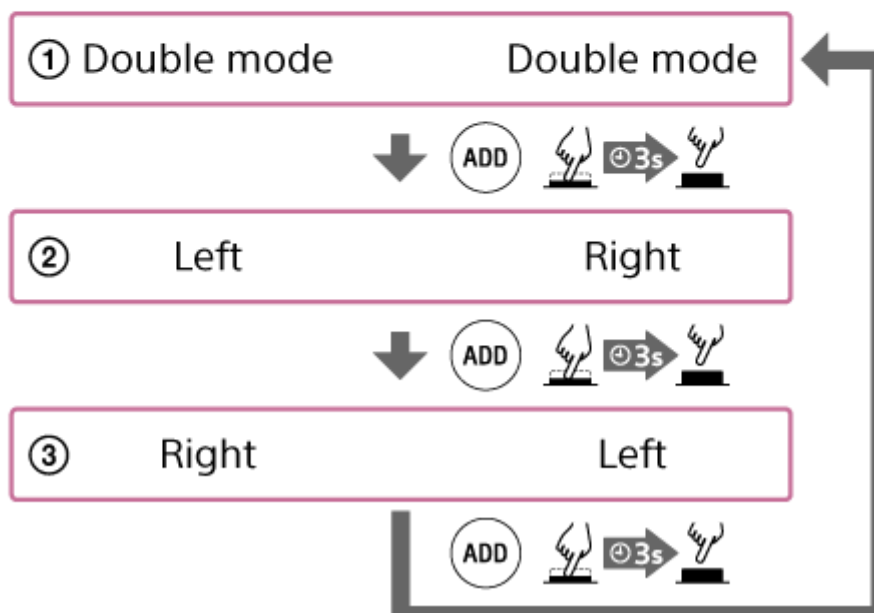 ① Double mode Double mode
ADD 3s
② Left Right
ADD 3s
③ Right Left
ADD 3s